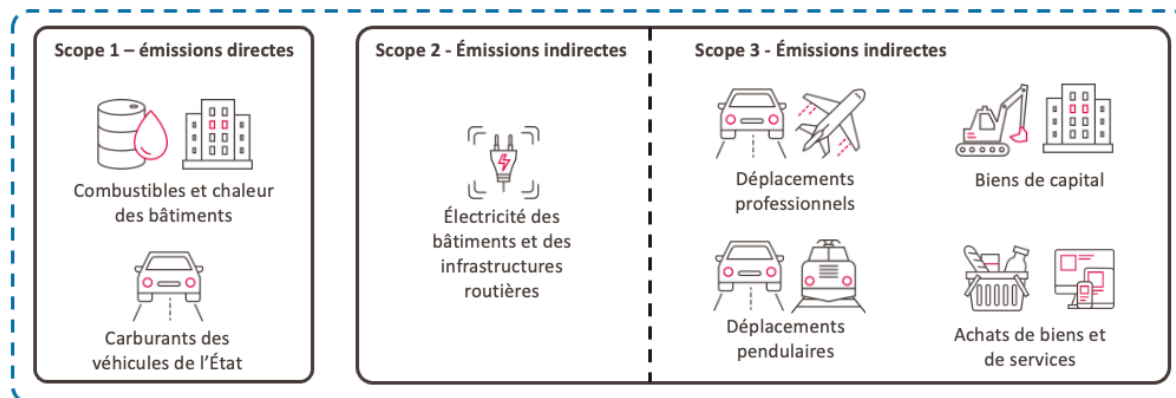 Scope 1 – émissions directes
Combustibles et chaleur
des bâtiments
Carburants des
véhicules de l’État
Scope 2 - Émissions indirectes
Électricité des
bâtiments et des
infrastructures
routières
Scope 3 - Émissions indirectes
Déplacements
professionnels
Biens de capital
Déplacements
pendulaires
Achats de biens et
de services